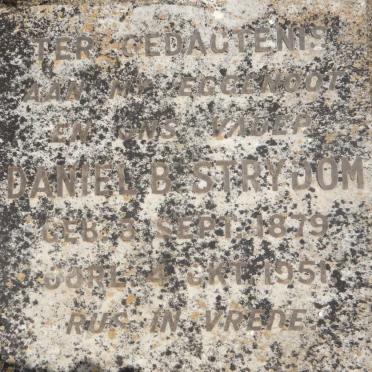 TER GEDAGTENIS
AAN MY EGGENOOT
EN ONS VADER
DANIEL B STRYDOM
GEB. 3 SEPT. 1879
OORL. 4 OKT. 1951
RUS IN VREDE